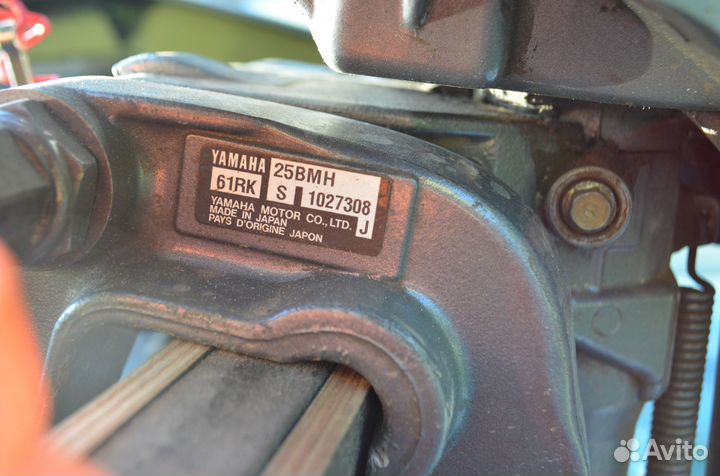 YAMAHA 25BMH
61RK S 1027308
YAMAHA MOTOR CO., LTD. J
MADE IN JAPAN
PAYS D'ORIGINE JAPON
Avito